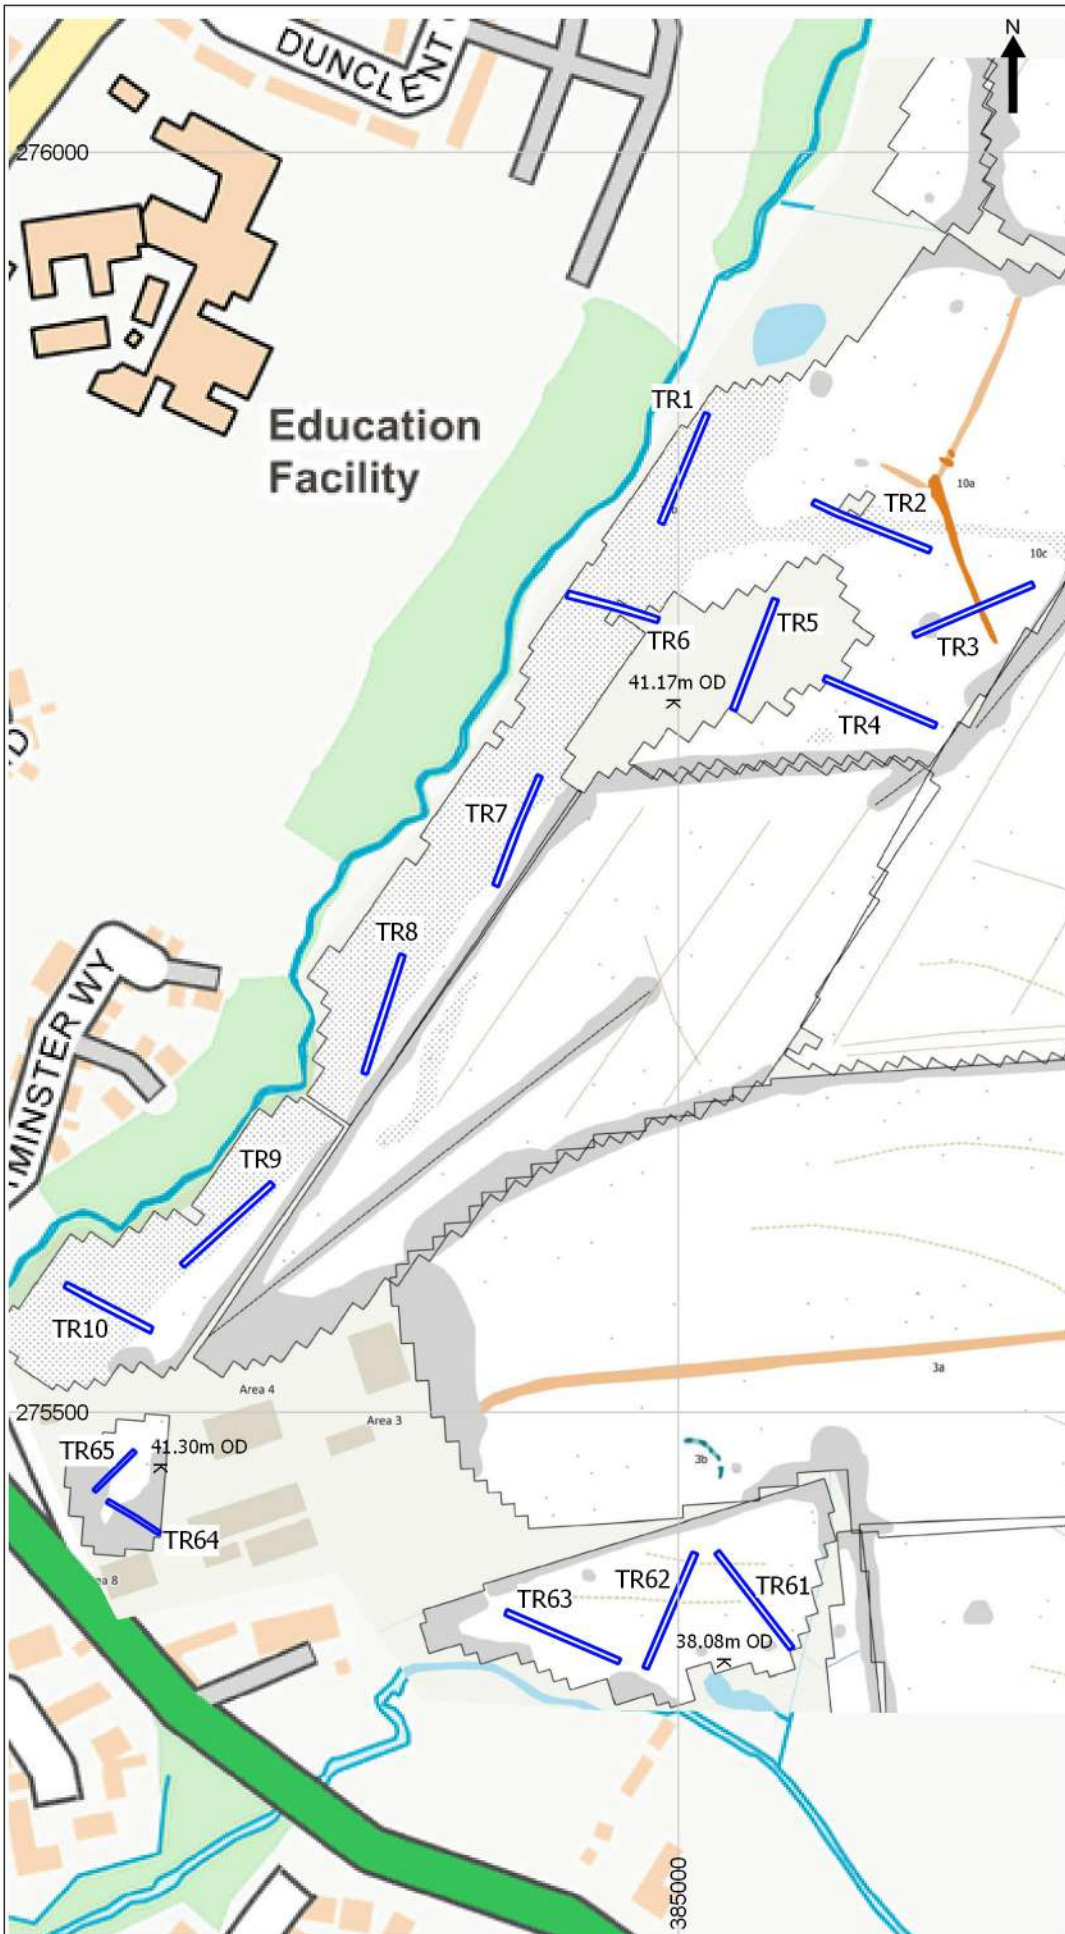 N
DUNCLENT
276000
Education
Facility
TR1
TR2
10a
10c
TR5
TR6
TR3
41.17m OD
K
TR4
TR7
TR8
MINSTER WY
TR9
TR10
3a
Area 4
Area 3
275500
TR65
41.30m OD
K
3b
TR64
TR62
TR61
TR63
38.08m OD
K
385000